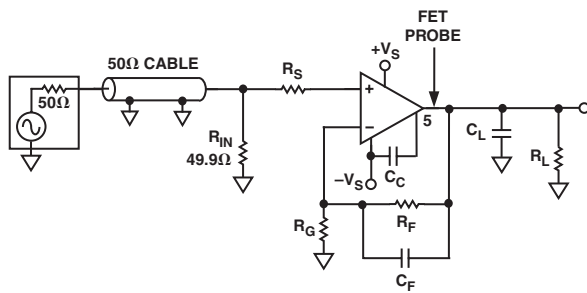 FET
PROBE
+VS
50Ω CABLE
RS
50Ω
+
5
RIN
49.9Ω
−
CL
RL
−VS
CC
RG
RF
CF